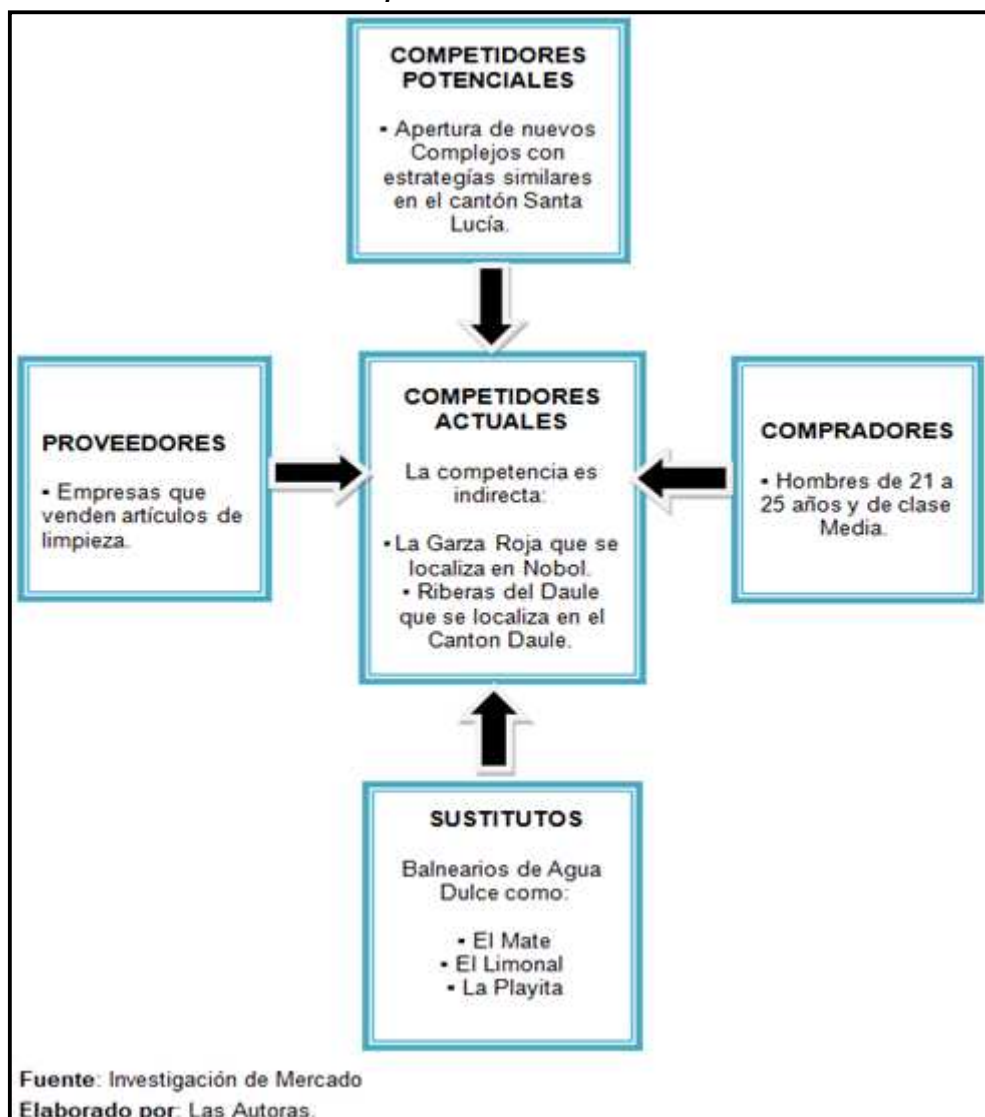 COMPETIDORES
POTENCIALES
▪ Apertura de nuevos
Complejos con
estrategías similares
en el cantón Santa
Lucía.
PROVEEDORES
▪ Empresas que
venden artículos de
limpieza.
COMPETIDORES
ACTUALES
La competencia es
indirecta:
▪ La Garza Roja que se
localiza en Nobol.
▪ Riberas del Daule
que se localiza en el
Canton Daule.
COMPRADORES
▪ Hombres de 21 a
25 años y de clase
Media.
SUSTITUTOS
Balnearios de Agua
Dulce como:
▪ El Mate
▪ El Limonal
▪ La Playita
Fuente: Investigación de Mercado
Elaborado por: Las Autoras.